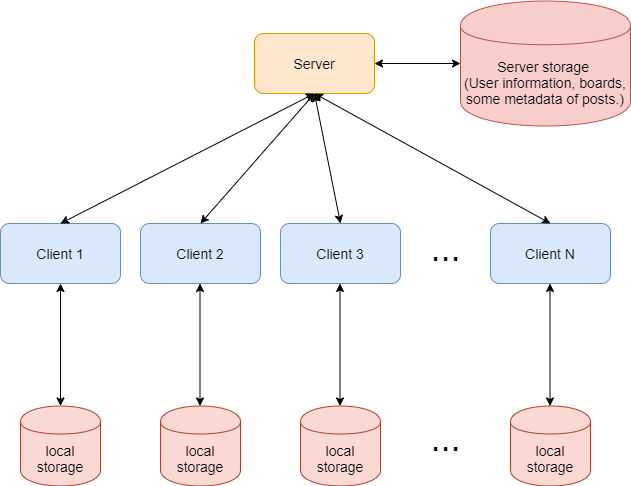 Server
Server storage
(User information, boards,
some metadata of posts.)
Client 1
Client 2
Client 3
...
Client N
local
storage
local
storage
local
storage
...
local
storage